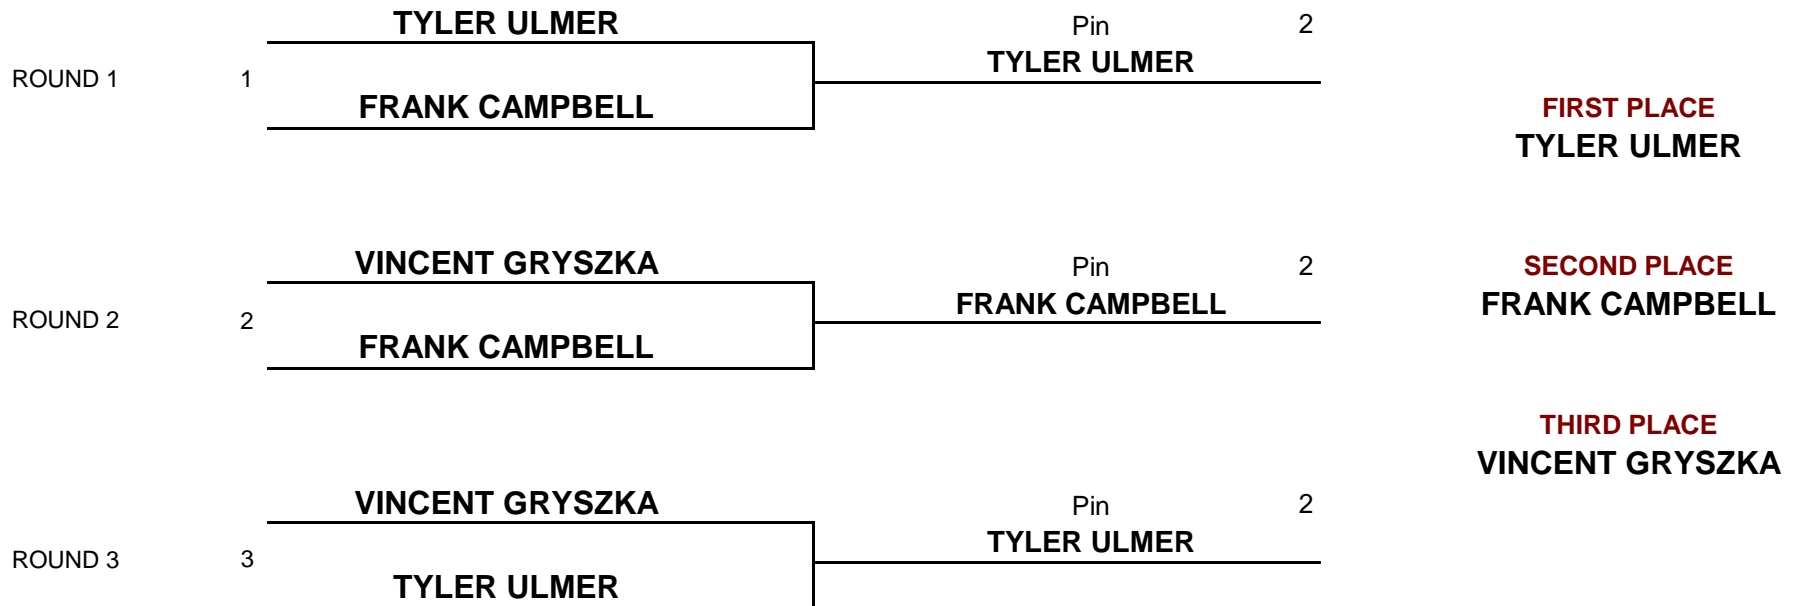 TYLER ULMER
Pin 2
TYLER ULMER
ROUND 1 1
FRANK CAMPBELL
FIRST PLACE
TYLER ULMER
VINCENT GRYSZKA
Pin 2
FRANK CAMPBELL
ROUND 2 2
FRANK CAMPBELL
SECOND PLACE
FRANK CAMPBELL
THIRD PLACE
VINCENT GRYSZKA
VINCENT GRYSZKA
Pin 2
TYLER ULMER
ROUND 3 3
TYLER ULMER